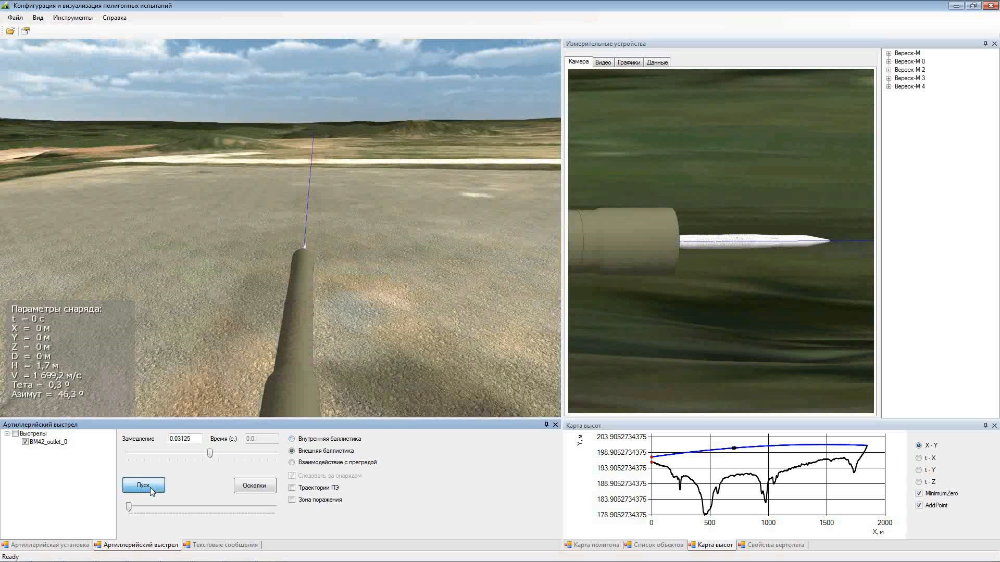 Конфигурация и визуализация полигонных испытаний
Файл Вид Инструменты Справка
Параметры снаряда:
t = 0 с
X = 0 м
Y = 0 м
Z = 0 м
D = 0 м
H = 1,7 м
V = 1 699,2 м/с
Тета = 0,3 º
Азимут = 46,3 º
Измерительные устройства
Камера Видео Графики Данные
Вереск-М
Вереск-М 0
Вереск-М 2
Вереск-М 3
Вереск-М 4
Артиллерийский выстрел
Выстрелы
BM42_outlet_0
Замедление 0.03125 Время (с.) 0.0
Пуск
Осколки
Внутренняя баллистика
Внешняя баллистика
Взаимодействие с преградой
Следовать за снарядом
Траектории ПЭ
Зона поражения
Артиллерийская установка Артиллерийский выстрел Текстовые сообщения
Карта высот
Y, м
203.9052734375
198.9052734375
193.9052734375
188.9052734375
183.9052734375
178.9052734375
0 500 1000 1500 2000
X, м
X - Y
t - X
t - Y
t - Z
MinimumZero
AddPoint
Карта полигона Список объектов Карта высот Свойства вертолета
Ready